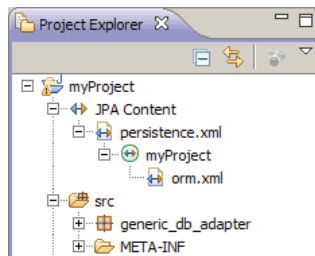 Project Explorer
myProject
JPA Content
persistence.xml
myProject
orm.xml
src
generic_db_adapter
META-INF